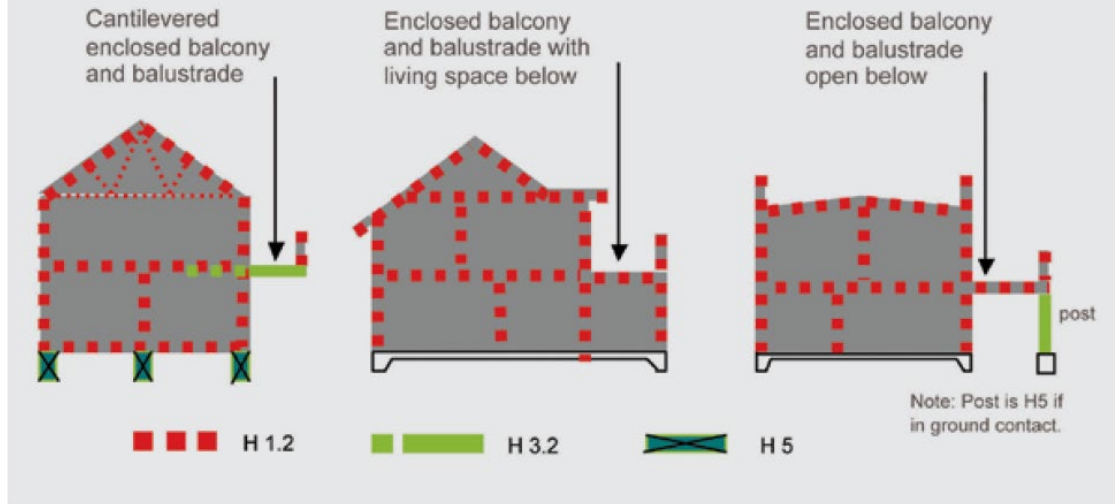 Cantilevered
enclosed balcony
and balustrade
Enclosed balcony
and balustrade with
living space below
Enclosed balcony
and balustrade
open below
post
Note: Post is H5 if
in ground contact.
H 1.2
H 3.2
H 5